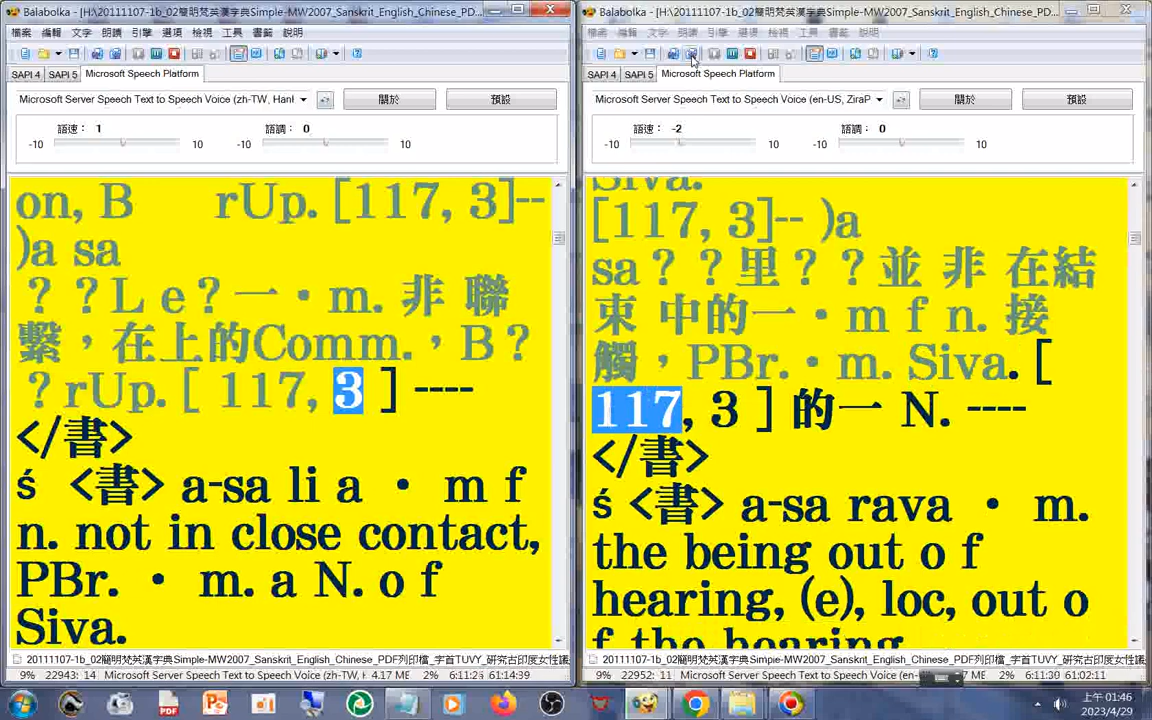 Balabolka - [H:\20111107-1b_02簡明梵英漢字典Simple-MW2007_Sanskrit_English_Chinese_PD...
檔案 編輯 文字 朗讀 引擎 選項 檢視 工具 書籤 說明
SAPI 4 SAPI 5 Microsoft Speech Platform
Microsoft Server Speech Text to Speech Voice (zh-TW, HanH
關於 預設
語速: 1 語調: 0
-10 10 -10 10
on, B rUp. [117, 3]--
)a sa
??L e?一·m. 非 聯
繫,在上的Comm.,B?
?rUp. [ 117, 3 ] ----
</書>
ś <書> a-sa li a · m f
n. not in close contact,
PBr. · m. a N. o f
Siva.
20111107-1b_02簡明梵英漢字典Simple-MW2007_Sanskrit_English_Chinese_PDF列印檔_字首TUVY_研究古印度女性議
9% 22943: 14 Microsoft Server Speech Text to Speech Voice (zh-TW, H 4.17 ME 2% 6:11:23 61:14:39
Balabolka - [H:\20111107-1b_02簡明梵英漢字典Simple-MW2007_Sanskrit_English_Chinese_PD...
檔案 編輯 文字 朗讀 引擎 選項 檢視 工具 書籤 說明
SAPI 4 SAPI 5 Microsoft Speech Platform
Microsoft Server Speech Text to Speech Voice (en-US, ZiraP
關於 預設
語速: -2 語調: 0
-10 10 -10 10
Siva.
[117, 3]-- )a
sa??里??並 非 在結
束 中的一·m f n. 接
觸,PBr.·m. Siva. [
117, 3 ] 的一 N. ----
</書>
ś <書> a-sa rava · m.
the being out o f
hearing, (e), loc, out o
f the hearing
20111107-1b_02簡明梵英漢字典Simple-MW2007_Sanskrit_English_Chinese_PDF列印檔_字首TUVY_研究古印度女性議
9% 22952: 11 Microsoft Server Speech Text to Speech Voice (en-US, 4.17 ME 2% 6:11:30 61:02:11
上午 01:46
2023/4/29